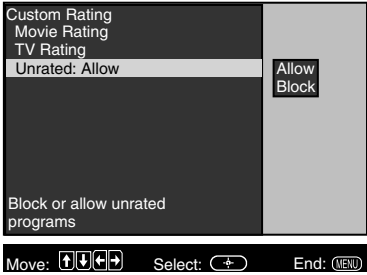 Custom Rating
Movie Rating
TV Rating
Unrated: Allow
Allow
Block
Block or allow unrated
programs
Move: Select: End: MENU